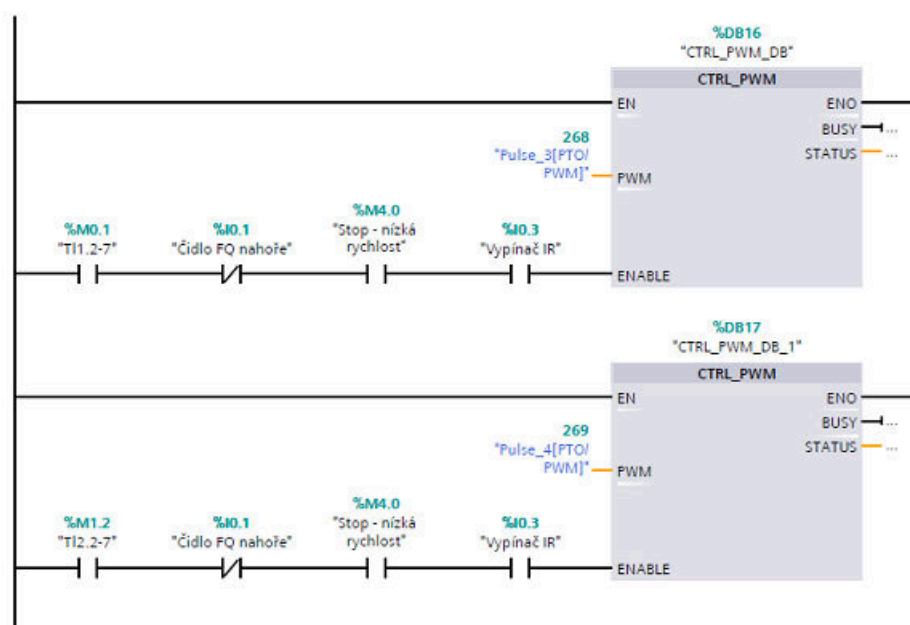 %DB16
"CTRL_PWM_DB"
CTRL_PWM
EN
ENO
BUSY
...
268
"Pulse_3[PTO/
PWM]"
PWM
STATUS
...
%M0.1
"Tl1.2-7"
%I0.1
"Čidlo FQ nahoře"
%M4.0
"Stop - nízká
rychlost"
%I0.3
"Vypínač IR"
ENABLE
%DB17
"CTRL_PWM_DB_1"
CTRL_PWM
EN
ENO
BUSY
...
269
"Pulse_4[PTO/
PWM]"
PWM
STATUS
...
%M1.2
"Tl2.2-7"
%I0.1
"Čidlo FQ nahoře"
%M4.0
"Stop - nízká
rychlost"
%I0.3
"Vypínač IR"
ENABLE